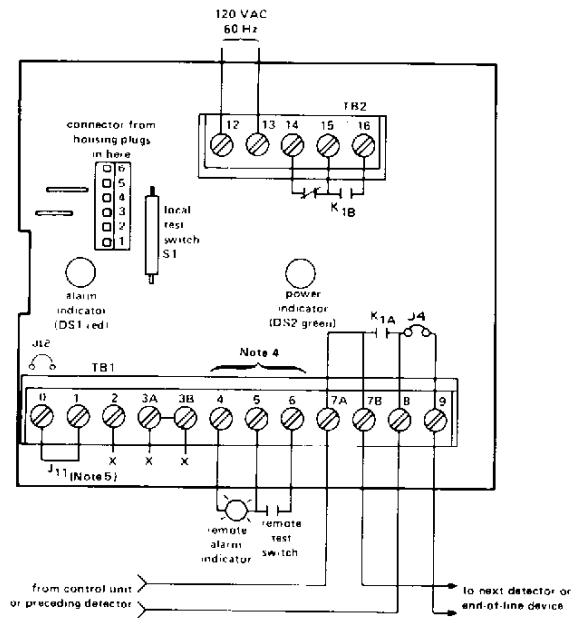 120 VAC
60 Hz
TB2
12 13 14 15 16
K1B
connector from
housing plugs
in here
6
5
4
3
2
1
local
test
switch
S1
alarm
indicator
(DS1 red)
power
indicator
(DS2 green)
K1A
J4
J12
TB1
Note 4
0 1 2 3A 3B 4 5 6 7A 7B 8 9
J11 (Note5)
X X X
remote
alarm
indicator
remote
test
switch
from control unit
or preceding detector
to next detector or
end-of-line device